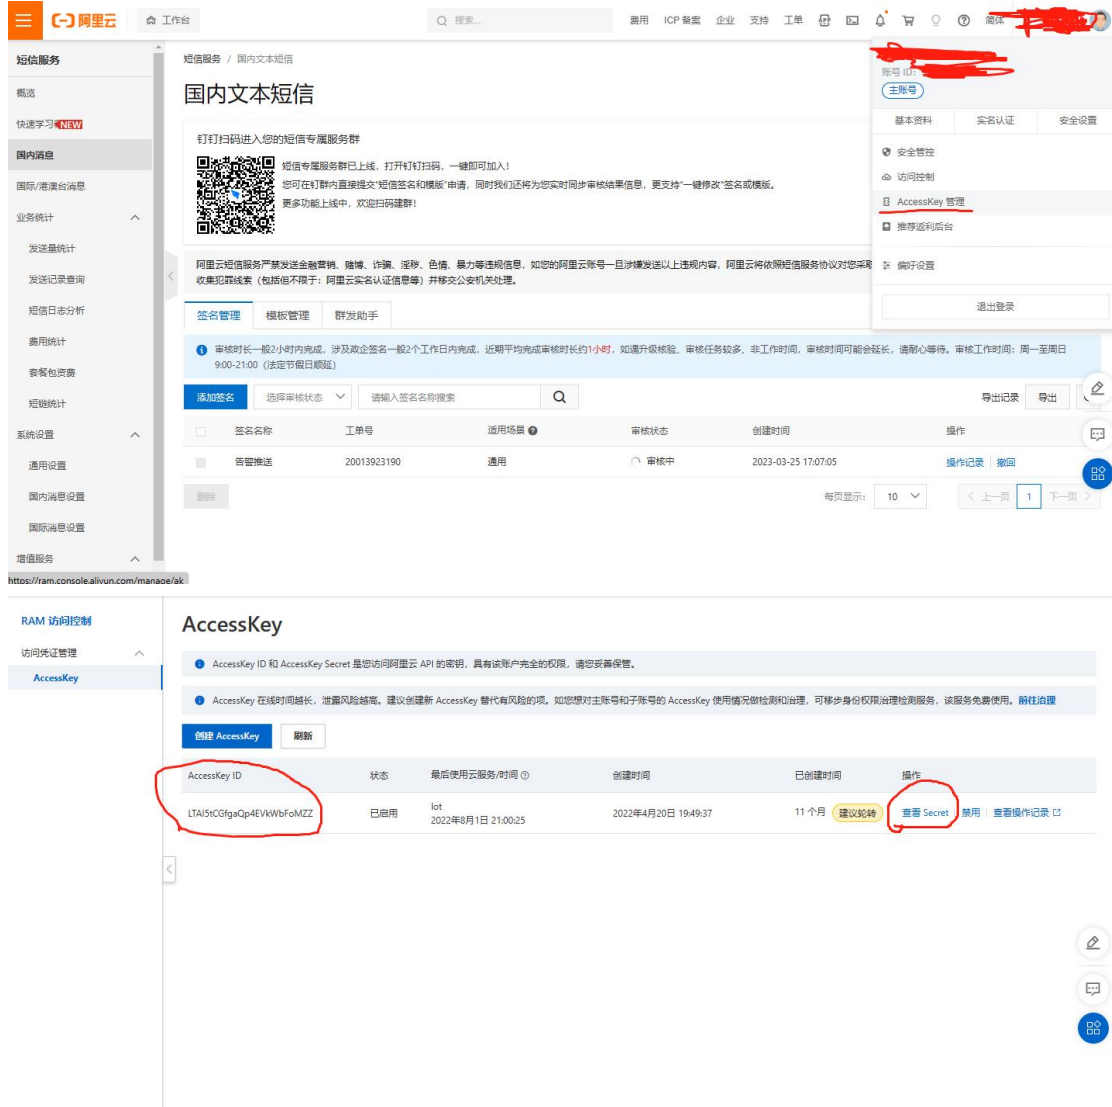 阿里云 工作台 搜索... 费用 ICP 备案 企业 支持 工单 简体
短信服务
概览
快速学习 NEW
国内消息
国际/港澳台消息
业务统计
发送量统计
发送记录查询
短信日志分析
费用统计
套餐包资费
短链统计
系统设置
通用设置
国内消息设置
国际消息设置
增值服务
https://ram.console.aliyun.com/manage/ak
短信服务 / 国内文本短信
国内文本短信
钉钉扫码进入您的短信专属服务群
短信专属服务群已上线，打开钉钉扫码，一键即可加入！
您可在钉群内直接提交“短信签名和模版”申请，同时我们还将为您实时同步审核结果信息，更支持“一键修改”签名或模版。
更多功能上线中，欢迎扫码建群！
阿里云短信服务严禁发送金融营销、赌博、诈骗、淫秽、色情、暴力等违规信息，如您的阿里云账号一旦涉嫌发送以上违规内容，阿里云将依照短信服务协议对您采取
收集犯罪线索（包括但不限于：阿里云实名认证信息等）并移交公安机关处理。
签名管理 模板管理 群发助手
审核时长一般2小时内完成，涉及政企签名一般2个工作日内完成，近期平均完成审核时长约1小时，如遇升级核验、审核任务较多、非工作时间，审核时间可能会延长，请耐心等待。审核工作时间：周一至周日
9:00-21:00（法定节假日顺延）
添加签名 选择审核状态 请输入签名名称搜索 导出记录 导出
签名名称 工单号 适用场景 审核状态 创建时间 操作
告警推送 20013923190 通用 审核中 2023-03-25 17:07:05 操作记录 撤回
删除 每页显示： 10 上一页 1 下一页
账号 ID:
主账号
基本资料 实名认证 安全设置
安全管控
访问控制
AccessKey 管理
推荐返利后台
偏好设置
退出登录
RAM 访问控制
访问凭证管理
AccessKey
AccessKey
AccessKey ID 和 AccessKey Secret 是您访问阿里云 API 的密钥，具有该账户完全的权限，请您妥善保管。
AccessKey 在线时间越长，泄露风险越高。建议创建新 AccessKey 替代有风险的项。如您想对主账号和子账号的 AccessKey 使用情况做检测和治理，可移步身份权限治理检测服务，该服务免费使用。前往治理
创建 AccessKey 刷新
AccessKey ID 状态 最后使用云服务/时间 创建时间 已创建时间 操作
LTAI5tCGfgaQp4EVkWbFoMZZ 已启用 Iot 2022年4月20日 19:49:37 11 个月 建议轮转 查看 Secret 禁用 查看操作记录
2022年8月1日 21:00:25